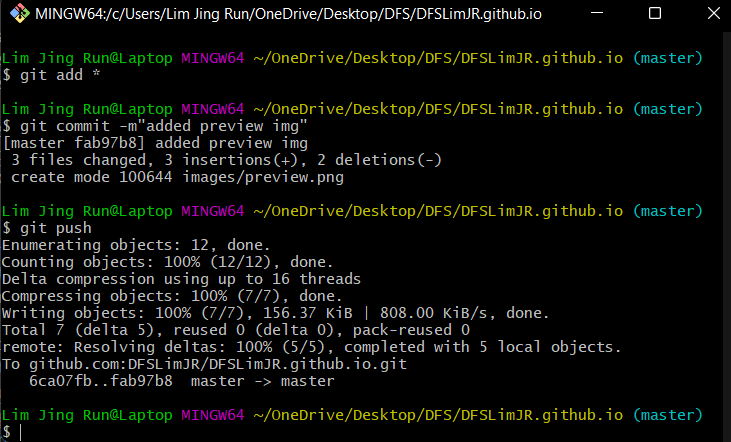 MINGW64:/c/Users/Lim Jing Run/OneDrive/Desktop/DFS/DFSLimJR.github.io
Lim Jing Run@Laptop MINGW64 ~/OneDrive/Desktop/DFS/DFSLimJR.github.io (master)
$ git add *
Lim Jing Run@Laptop MINGW64 ~/OneDrive/Desktop/DFS/DFSLimJR.github.io (master)
$ git commit -m"added preview img"
[master fab97b8] added preview img
 3 files changed, 3 insertions(+), 2 deletions(-)
 create mode 100644 images/preview.png
Lim Jing Run@Laptop MINGW64 ~/OneDrive/Desktop/DFS/DFSLimJR.github.io (master)
$ git push
Enumerating objects: 12, done.
Counting objects: 100% (12/12), done.
Delta compression using up to 16 threads
Compressing objects: 100% (7/7), done.
Writing objects: 100% (7/7), 156.37 KiB | 808.00 KiB/s, done.
Total 7 (delta 5), reused 0 (delta 0), pack-reused 0
remote: Resolving deltas: 100% (5/5), completed with 5 local objects.
To github.com:DFSLimJR/DFSLimJR.github.io.git
   6ca07fb..fab97b8  master -> master
Lim Jing Run@Laptop MINGW64 ~/OneDrive/Desktop/DFS/DFSLimJR.github.io (master)
$